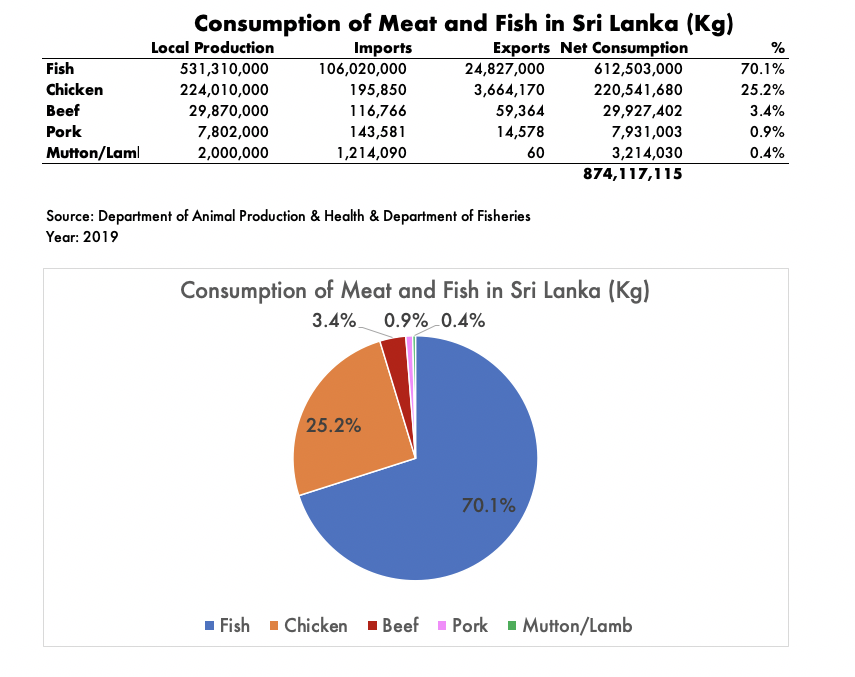 Consumption of Meat and Fish in Sri Lanka (Kg)
Local Production Imports Exports Net Consumption %
Fish 531,310,000 106,020,000 24,827,000 612,503,000 70.1%
Chicken 224,010,000 195,850 3,664,170 220,541,680 25.2%
Beef 29,870,000 116,766 59,364 29,927,402 3.4%
Pork 7,802,000 143,581 14,578 7,931,003 0.9%
Mutton/Laml 2,000,000 1,214,090 60 3,214,030 0.4%
874,117,115
Source: Department of Animal Production & Health & Department of Fisheries
Year: 2019
Consumption of Meat and Fish in Sri Lanka (Kg)
3.4% 0.9% 0.4%
25.2%
70.1%
Fish Chicken Beef Pork Mutton/Lamb